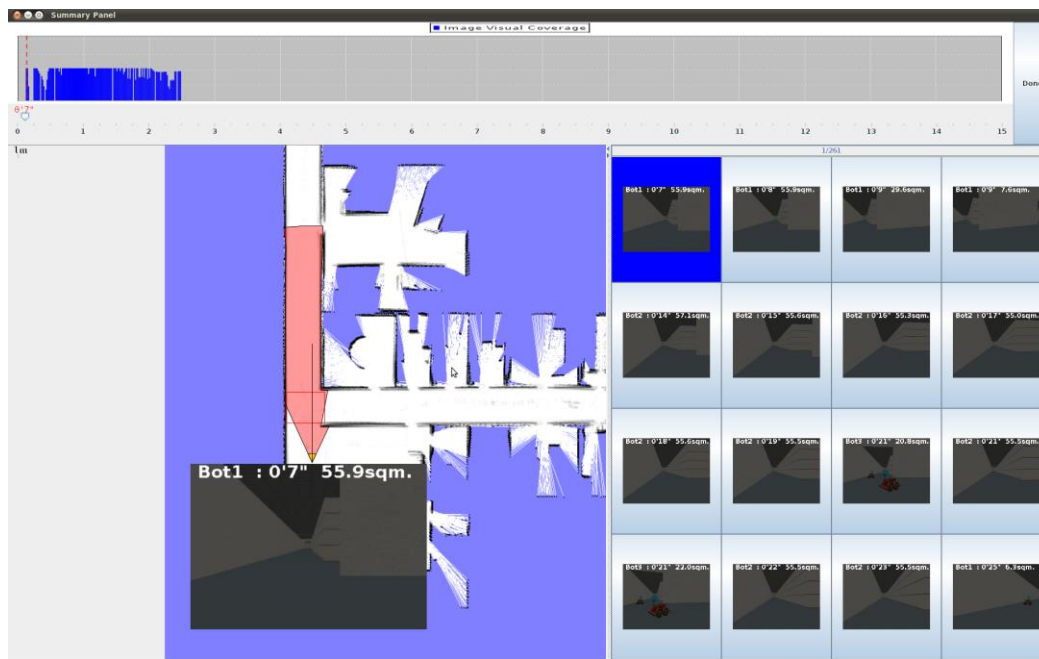 Summary Panel
Image Visual Coverage
Done
0'7"
0 1 2 3 4 5 6 7 8 9 10 11 12 13 14 15
1m
1/261
Bot1 : 0'7" 55.9sqm.
Bot1 : 0'8" 55.9sqm.
Bot1 : 0'9" 29.6sqm.
Bot1 : 0'9" 7.6sqm.
Bot2 : 0'14" 57.1sqm.
Bot2 : 0'15" 55.6sqm.
Bot2 : 0'16" 55.3sqm.
Bot2 : 0'17" 55.0sqm.
Bot2 : 0'18" 55.6sqm.
Bot2 : 0'19" 55.5sqm.
Bot3 : 0'21" 20.8sqm.
Bot2 : 0'21" 55.5sqm.
Bot1 : 0'7" 55.9sqm.
Bot3 : 0'21" 22.0sqm.
Bot2 : 0'22" 55.5sqm.
Bot2 : 0'23" 55.5sqm.
Bot1 : 0'25" 6.3sqm.